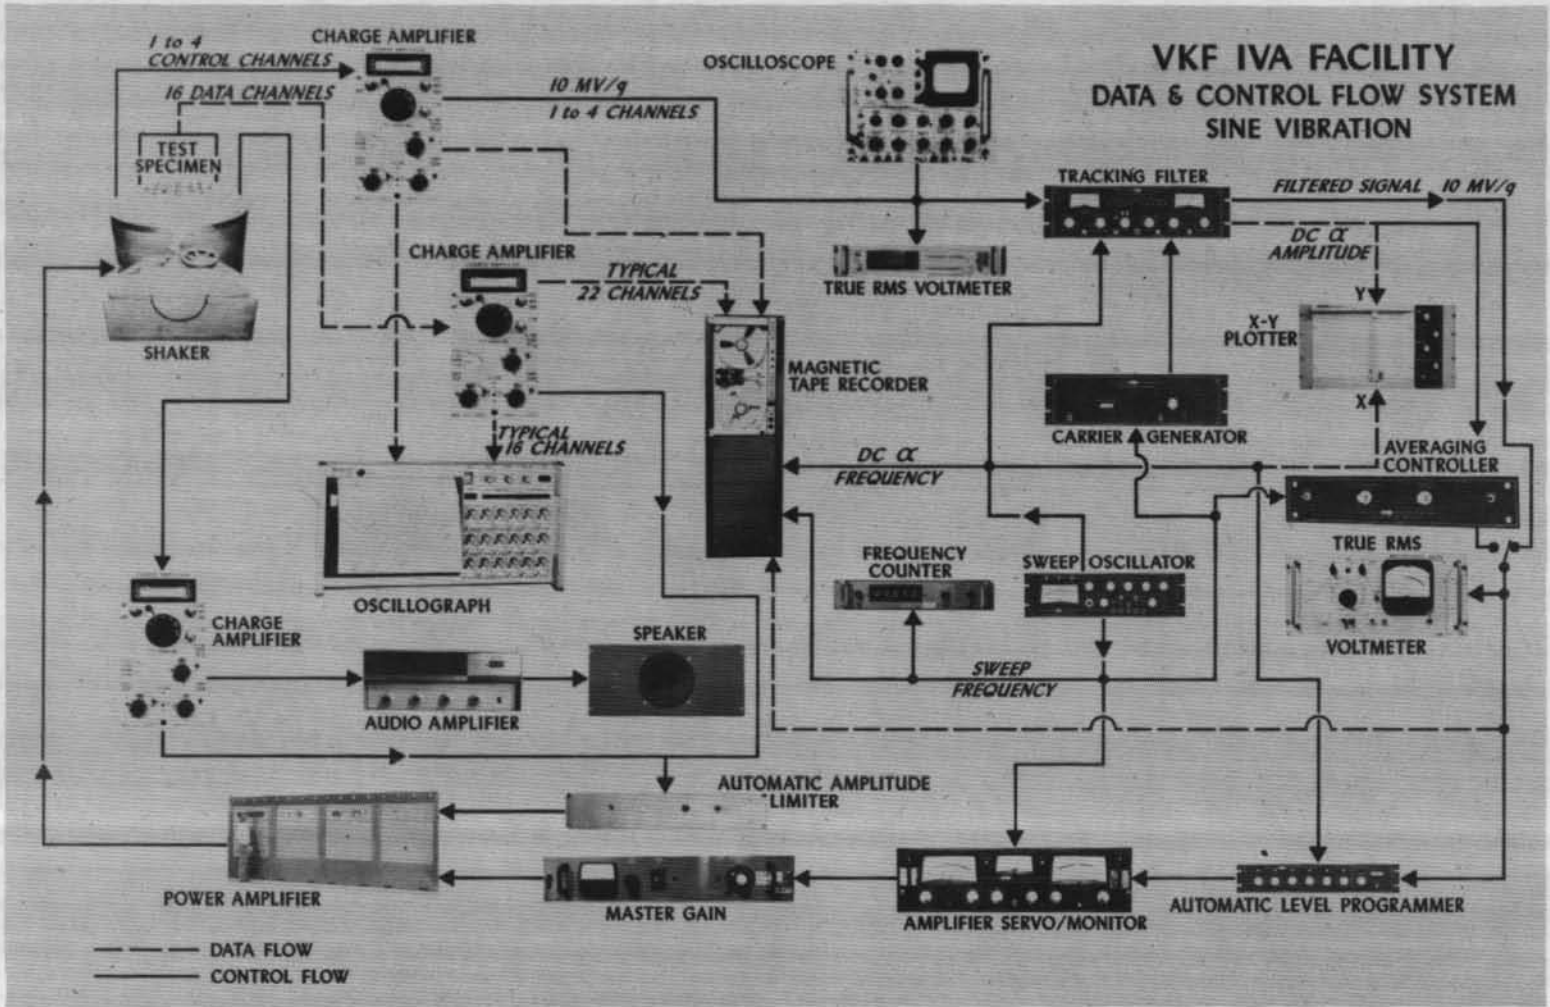 VKF IVA FACILITY
DATA & CONTROL FLOW SYSTEM
SINE VIBRATION
1 to 4
CONTROL CHANNELS
CHARGE AMPLIFIER
16 DATA CHANNELS
TEST
SPECIMEN
SHAKER
10 MV/g
1 to 4 CHANNELS
OSCILLOSCOPE
TRUE RMS VOLTMETER
TRACKING FILTER
FILTERED SIGNAL 10 MV/g
DC α
AMPLITUDE
CHARGE AMPLIFIER
TYPICAL
22 CHANNELS
Y
X-Y
PLOTTER
X
MAGNETIC
TAPE RECORDER
CARRIER GENERATOR
TYPICAL
16 CHANNELS
DC α
FREQUENCY
AVERAGING
CONTROLLER
OSCILLOGRAPH
FREQUENCY
COUNTER
SWEEP OSCILLATOR
TRUE RMS
VOLTMETER
CHARGE
AMPLIFIER
SPEAKER
AUDIO AMPLIFIER
SWEEP
FREQUENCY
AUTOMATIC AMPLITUDE
LIMITER
POWER AMPLIFIER
MASTER GAIN
AMPLIFIER SERVO/MONITOR
AUTOMATIC LEVEL PROGRAMMER
DATA FLOW
CONTROL FLOW